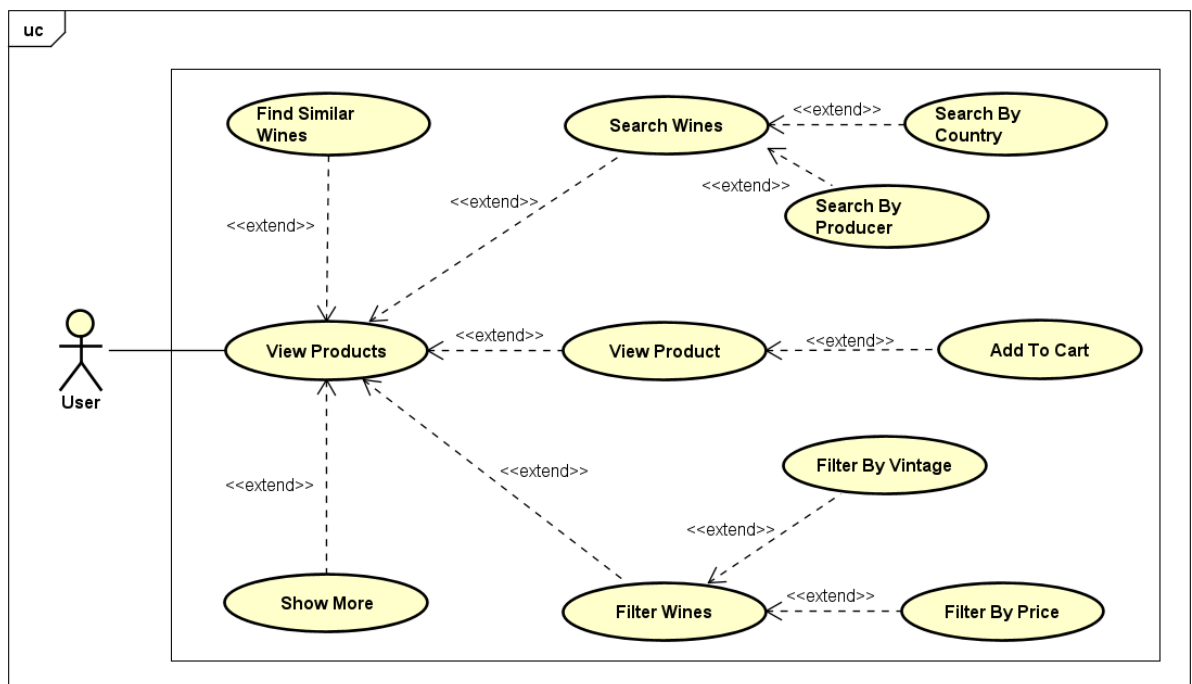 uc
Find Similar
Wines
Search Wines
<<extend>>
Search By
Country
<<extend>>
Search By
Producer
<<extend>>
<<extend>>
User
View Products
<<extend>>
View Product
<<extend>>
Add To Cart
<<extend>>
<<extend>>
Filter By Vintage
<<extend>>
Show More
Filter Wines
<<extend>>
Filter By Price